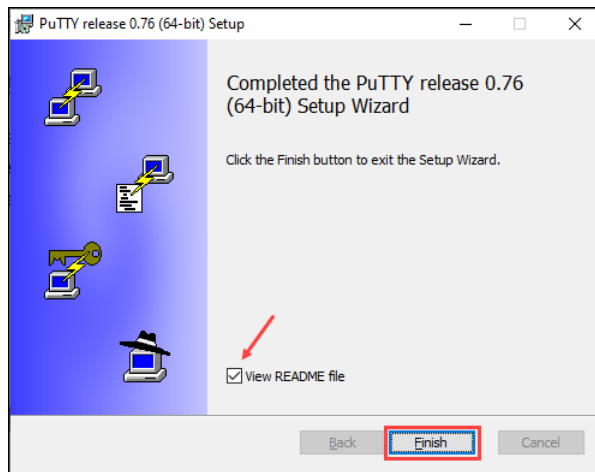 PuTTY release 0.76 (64-bit) Setup
Completed the PuTTY release 0.76
(64-bit) Setup Wizard
Click the Finish button to exit the Setup Wizard.
View README file
Back Finish Cancel